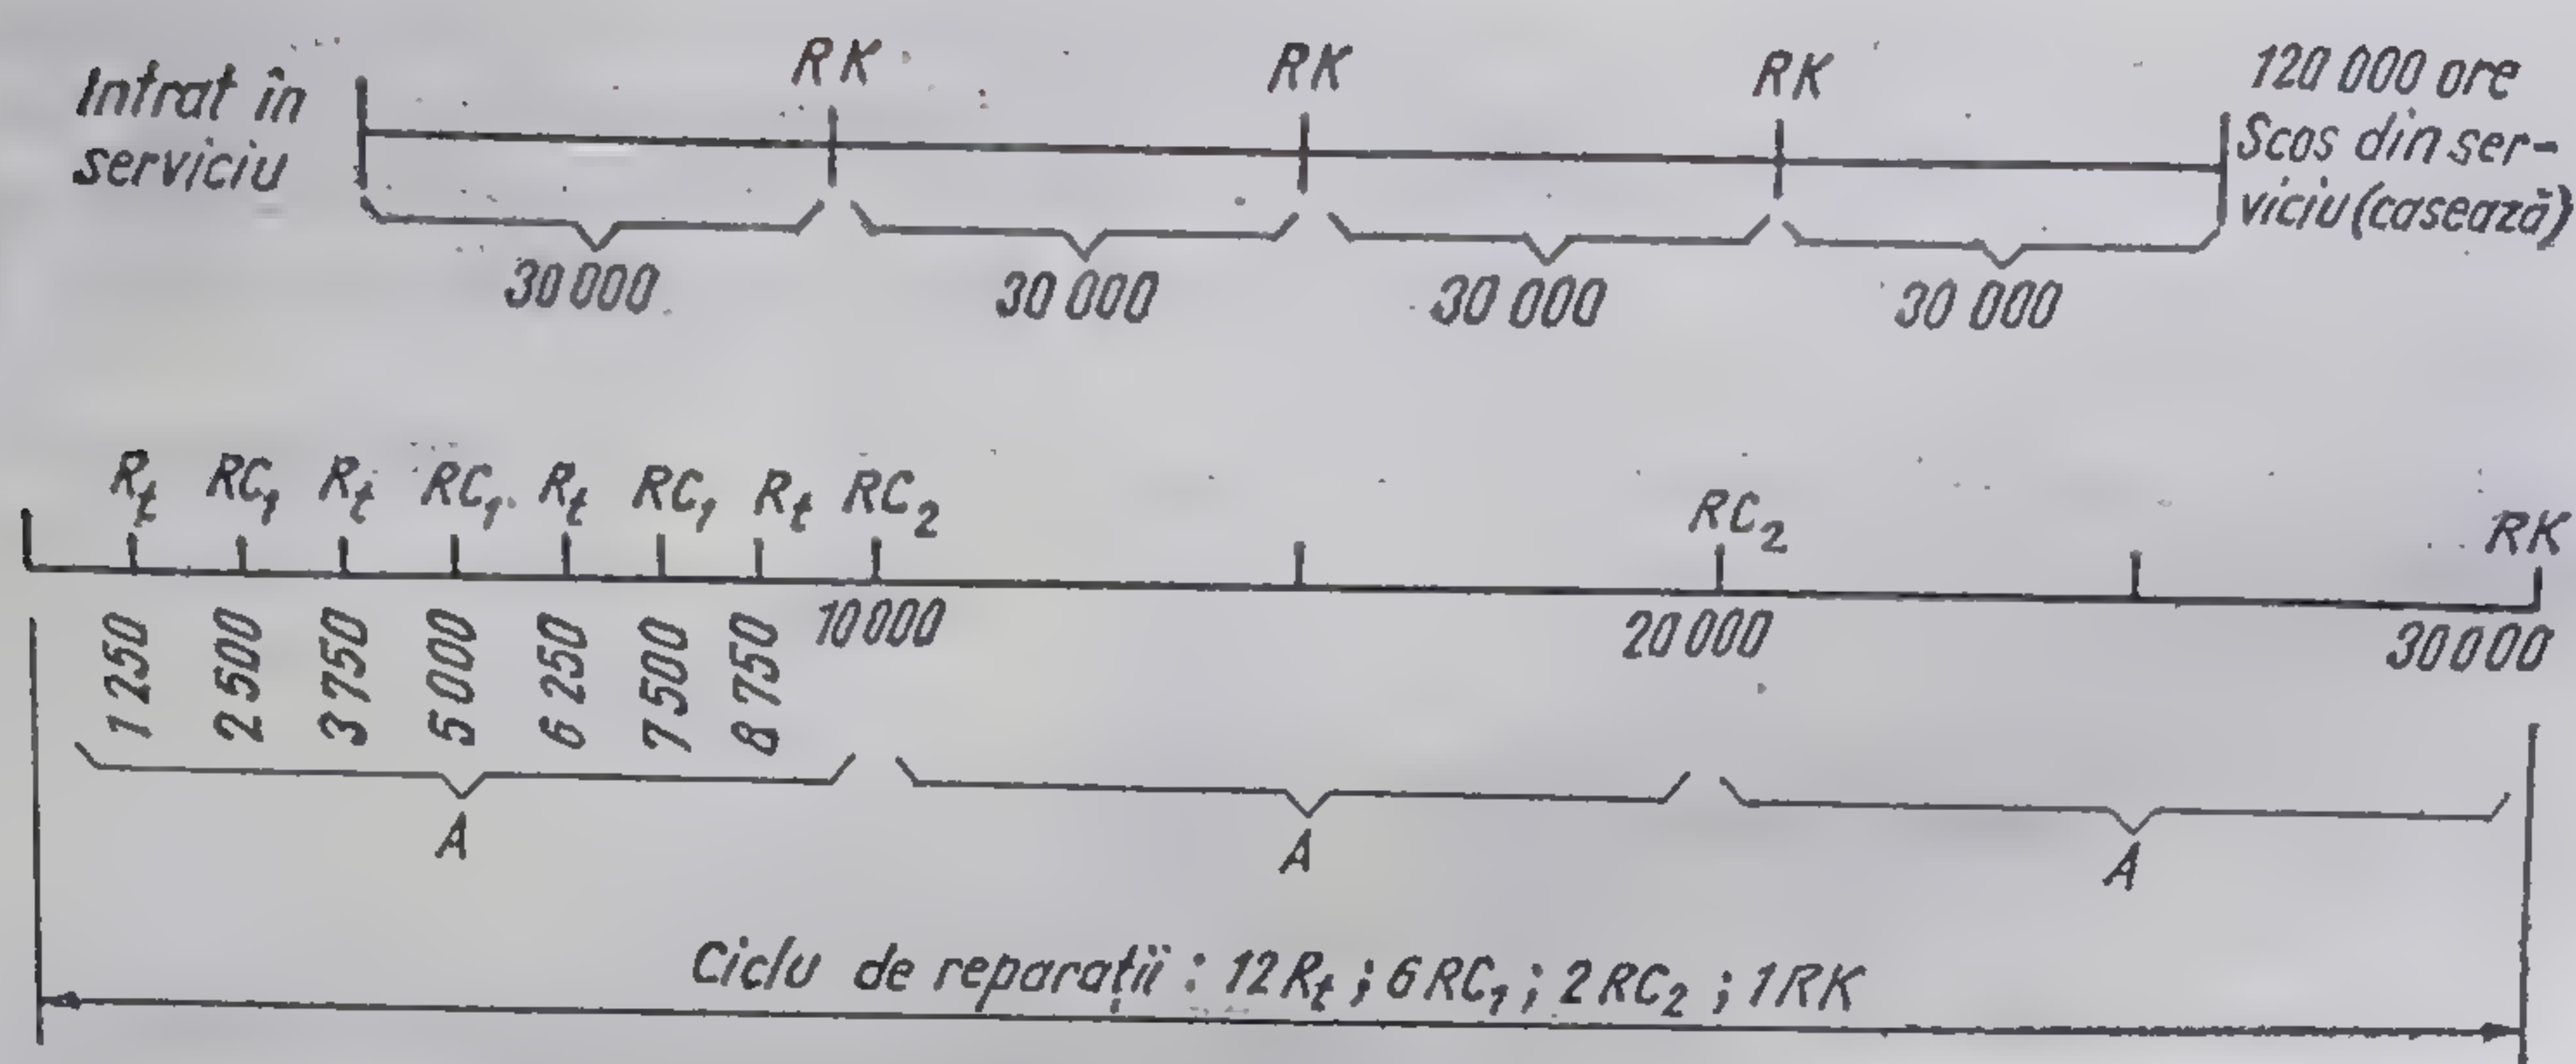 Intrat în
serviciu
RK
RK
RK
120 000 ore
Scos din ser-
viciu (casează)
30 000
30 000
30 000
30 000
Rt RC1 Rt RC1 Rt RC1 Rt RC2
RC2
RK
1 250
2 500
3 750
5 000
6 250
7 500
8 750
10 000
20 000
30 000
A
A
A
Ciclu de reparații : 12 Rt ; 6 RC1 ; 2 RC2 ; 1 RK